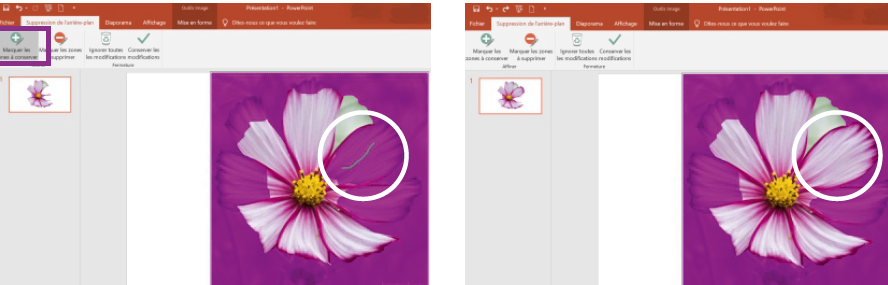 Outils Image
Présentation1 - PowerPoint
Fichier Suppression de l'arrière-plan Diaporama Affichage Mise en forme Dites-nous ce que vous voulez faire
Marquer les Marquer les zones Ignorer toutes Conserver les
zones à conserver à supprimer les modifications modifications
Fermeture
1
Outils Image
Présentation1 - PowerPoint
Fichier Suppression de l'arrière-plan Diaporama Affichage Mise en forme Dites-nous ce que vous voulez faire
Marquer les Marquer les zones Ignorer toutes Conserver les
zones à conserver à supprimer les modifications modifications
Affiner Fermeture
1